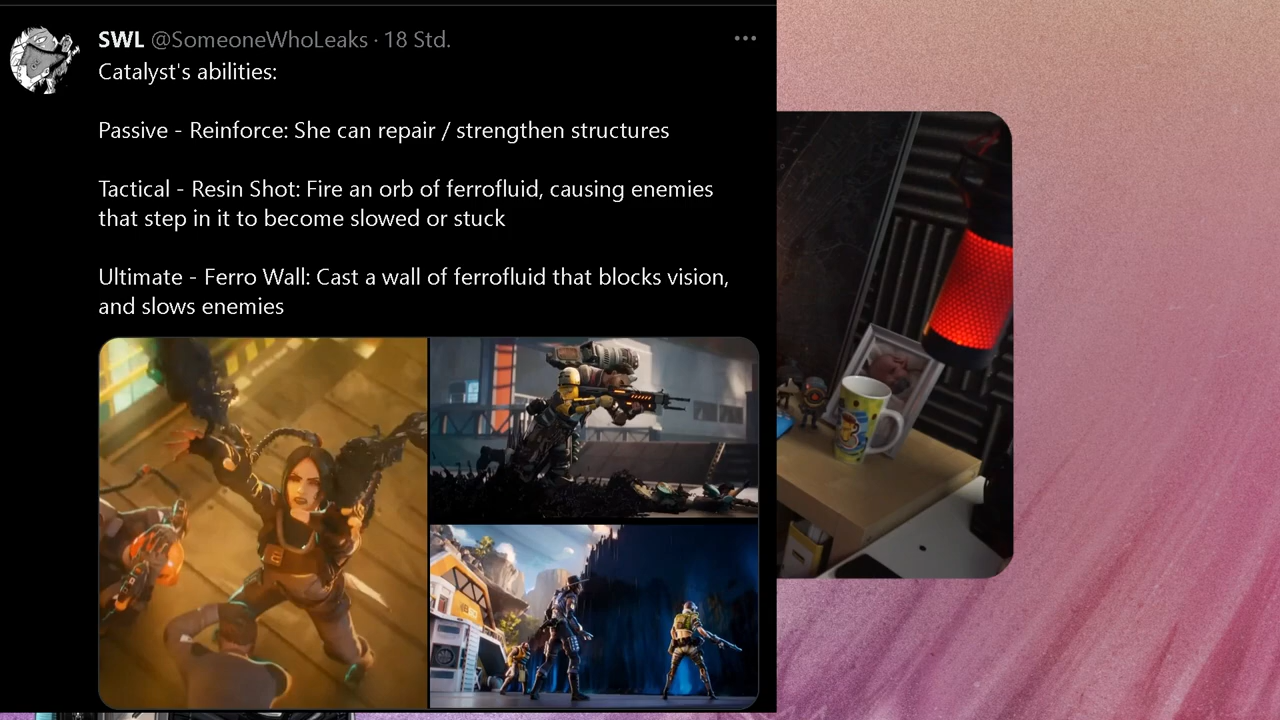 SWL @SomeoneWhoLeaks · 18 Std.
Catalyst's abilities:
Passive - Reinforce: She can repair / strengthen structures
Tactical - Resin Shot: Fire an orb of ferrofluid, causing enemies
that step in it to become slowed or stuck
Ultimate - Ferro Wall: Cast a wall of ferrofluid that blocks vision,
and slows enemies